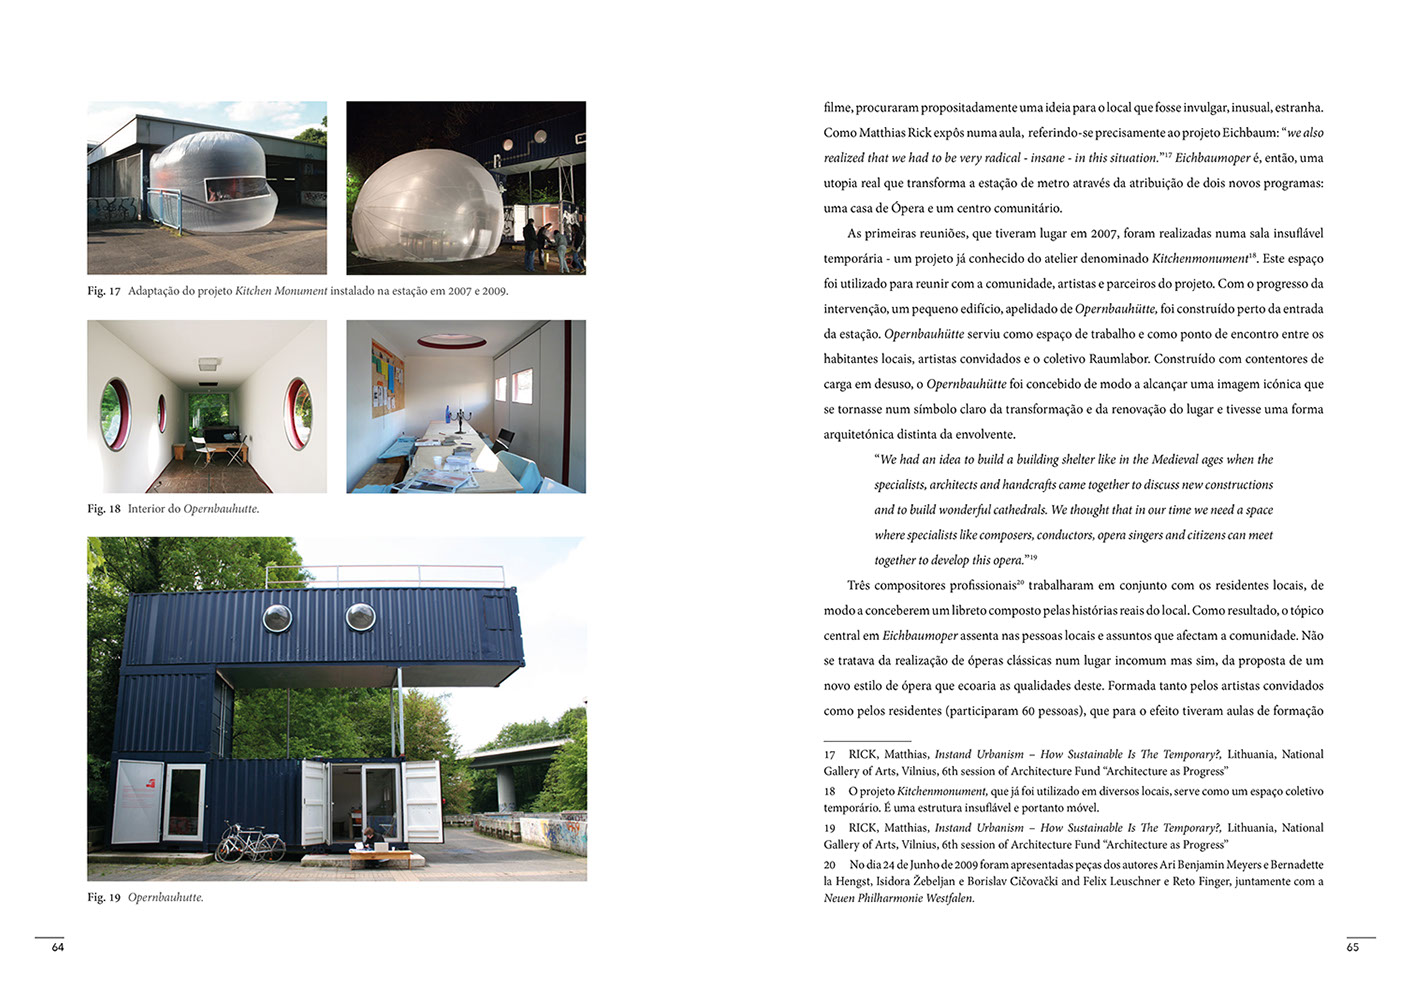 Fig. 17 Adaptação do projeto Kitchen Monument instalado na estação em 2007 e 2009.
Fig. 18 Interior do Opernbauhutte.
Fig. 19 Opernbauhutte.
64
filme, procuraram propositadamente uma ideia para o local que fosse invulgar, inusual, estranha.
Como Matthias Rick expôs numa aula, referindo-se precisamente ao projeto Eichbaum: “we also
realized that we had to be very radical - insane - in this situation.”17 Eichbaumoper é, então, uma
utopia real que transforma a estação de metro através da atribuição de dois novos programas:
uma casa de Ópera e um centro comunitário.
As primeiras reuniões, que tiveram lugar em 2007, foram realizadas numa sala insuflável
temporária - um projeto já conhecido do atelier denominado Kitchenmonument18. Este espaço
foi utilizado para reunir com a comunidade, artistas e parceiros do projeto. Com o progresso da
intervenção, um pequeno edifício, apelidado de Opernbauhütte, foi construído perto da entrada
da estação. Opernbauhütte serviu como espaço de trabalho e como ponto de encontro entre os
habitantes locais, artistas convidados e o coletivo Raumlabor. Construído com contentores de
carga em desuso, o Opernbauhütte foi concebido de modo a alcançar uma imagem icónica que
se tornasse num símbolo claro da transformação e da renovação do lugar e tivesse uma forma
arquitetónica distinta da envolvente.
“We had an idea to build a building shelter like in the Medieval ages when the
specialists, architects and handcrafts came together to discuss new constructions
and to build wonderful cathedrals. We thought that in our time we need a space
where specialists like composers, conductors, opera singers and citizens can meet
together to develop this opera.”19
Três compositores profissionais20 trabalharam em conjunto com os residentes locais, de
modo a conceberem um libreto composto pelas histórias reais do local. Como resultado, o tópico
central em Eichbaumoper assenta nas pessoas locais e assuntos que afectam a comunidade. Não
se tratava da realização de óperas clássicas num lugar incomum mas sim, da proposta de um
novo estilo de ópera que ecoaria as qualidades deste. Formada tanto pelos artistas convidados
como pelos residentes (participaram 60 pessoas), que para o efeito tiveram aulas de formação
17 RICK, Matthias, Instand Urbanism – How Sustainable Is The Temporary?, Lithuania, National
Gallery of Arts, Vilnius, 6th session of Architecture Fund “Architecture as Progress”
18 O projeto Kitchenmonument, que já foi utilizado em diversos locais, serve como um espaço coletivo
temporário. É uma estrutura insuflável e portanto móvel.
19 RICK, Matthias, Instand Urbanism – How Sustainable Is The Temporary?, Lithuania, National
Gallery of Arts, Vilnius, 6th session of Architecture Fund “Architecture as Progress”
20 No dia 24 de Junho de 2009 foram apresentadas peças dos autores Ari Benjamin Meyers e Bernadette
la Hengst, Isidora Žebeljan e Borislav Cičovački and Felix Leuschner e Reto Finger, juntamente com a
Neuen Philharmonie Westfalen.
65